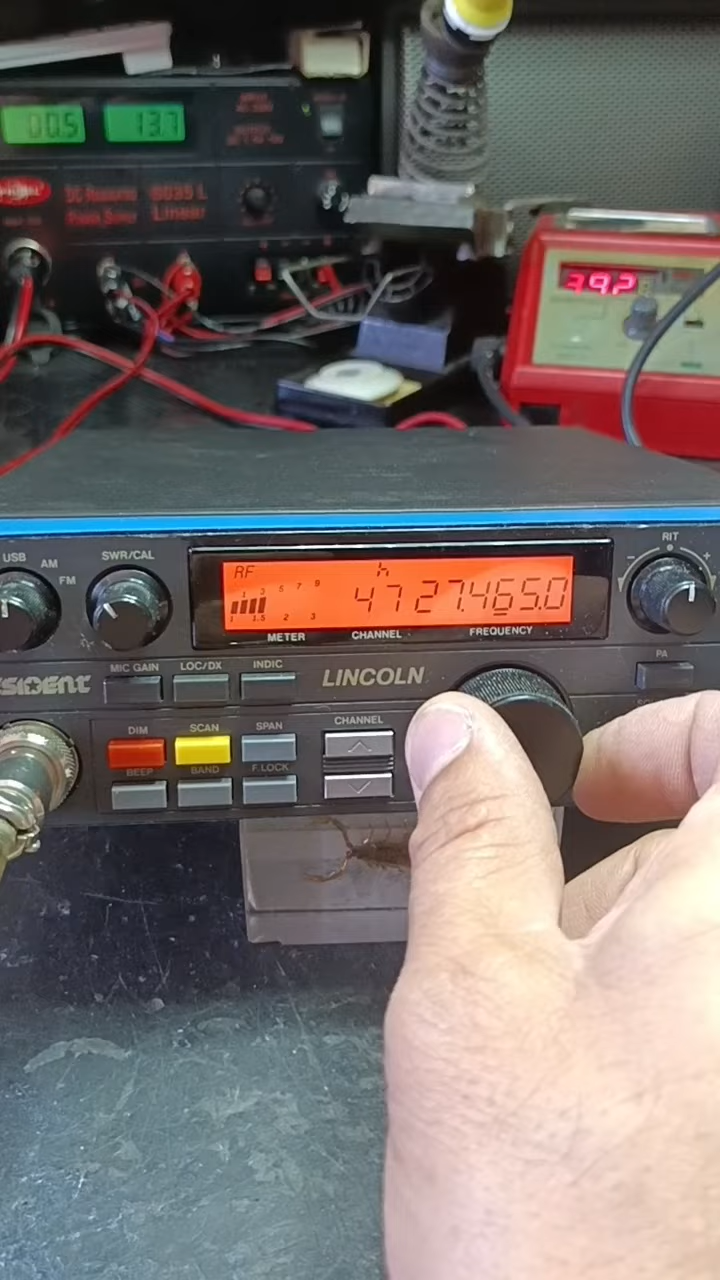 00.5 13.7
DC Regulated 8035 L
Power Supply Linear
39.2
USB AM FM SWR/CAL RIT
- +
RF h
1 3 5 7 9
47 27.465.0
1 1.5 2 3
METER CHANNEL FREQUENCY
MIC GAIN LOC/DX INDIC LINCOLN PA
SIDENT
DIM SCAN SPAN CHANNEL
BEEP BAND F.LOCK